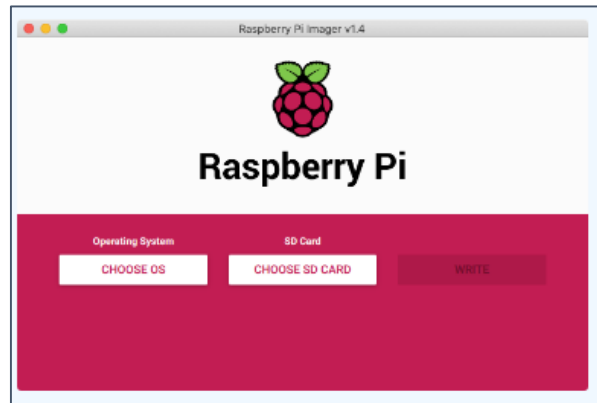 Raspberry Pi Imager v1.4
Raspberry Pi
Operating System
SD Card
CHOOSE OS
CHOOSE SD CARD
WRITE